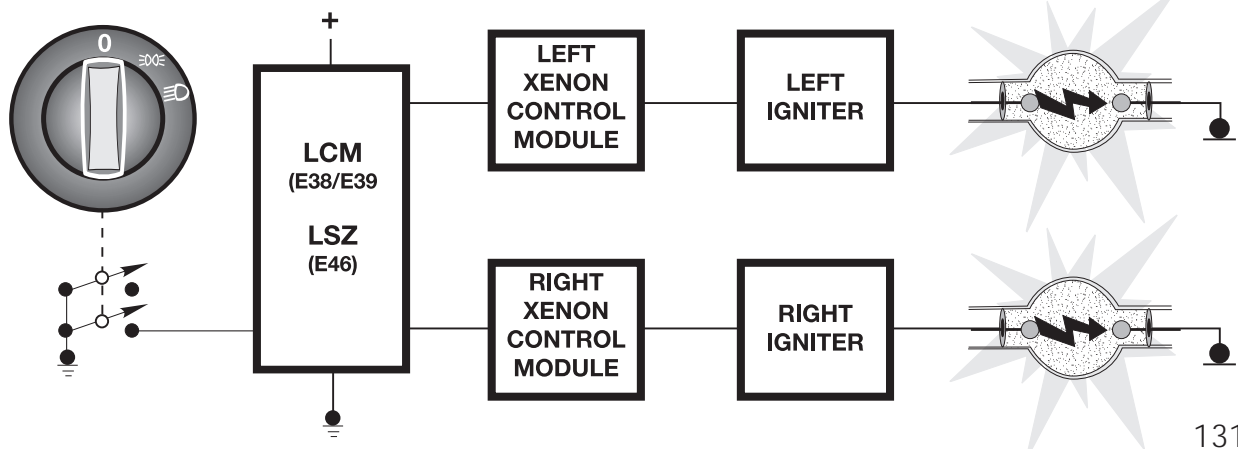 0
+
LCM
(E38/E39
LSZ
(E46)
LEFT
XENON
CONTROL
MODULE
LEFT
IGNITER
RIGHT
XENON
CONTROL
MODULE
RIGHT
IGNITER
131